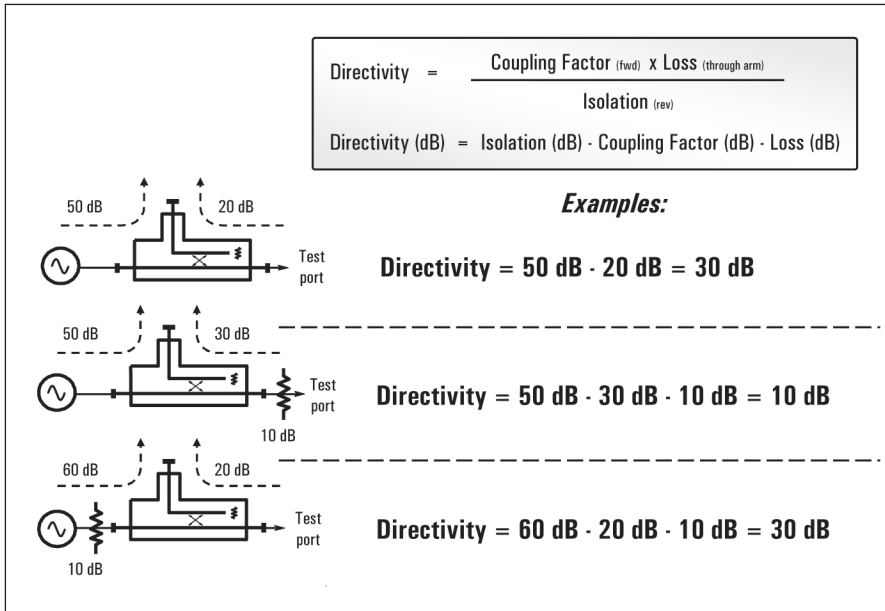 Directivity = Coupling Factor (fwd) x Loss (through arm)
Isolation (rev)
Directivity (dB) = Isolation (dB) - Coupling Factor (dB) - Loss (dB)
Examples:
50 dB
20 dB
Test
port
Directivity = 50 dB - 20 dB = 30 dB
50 dB
30 dB
Test
port
10 dB
Directivity = 50 dB - 30 dB - 10 dB = 10 dB
60 dB
20 dB
Test
port
10 dB
Directivity = 60 dB - 20 dB - 10 dB = 30 dB